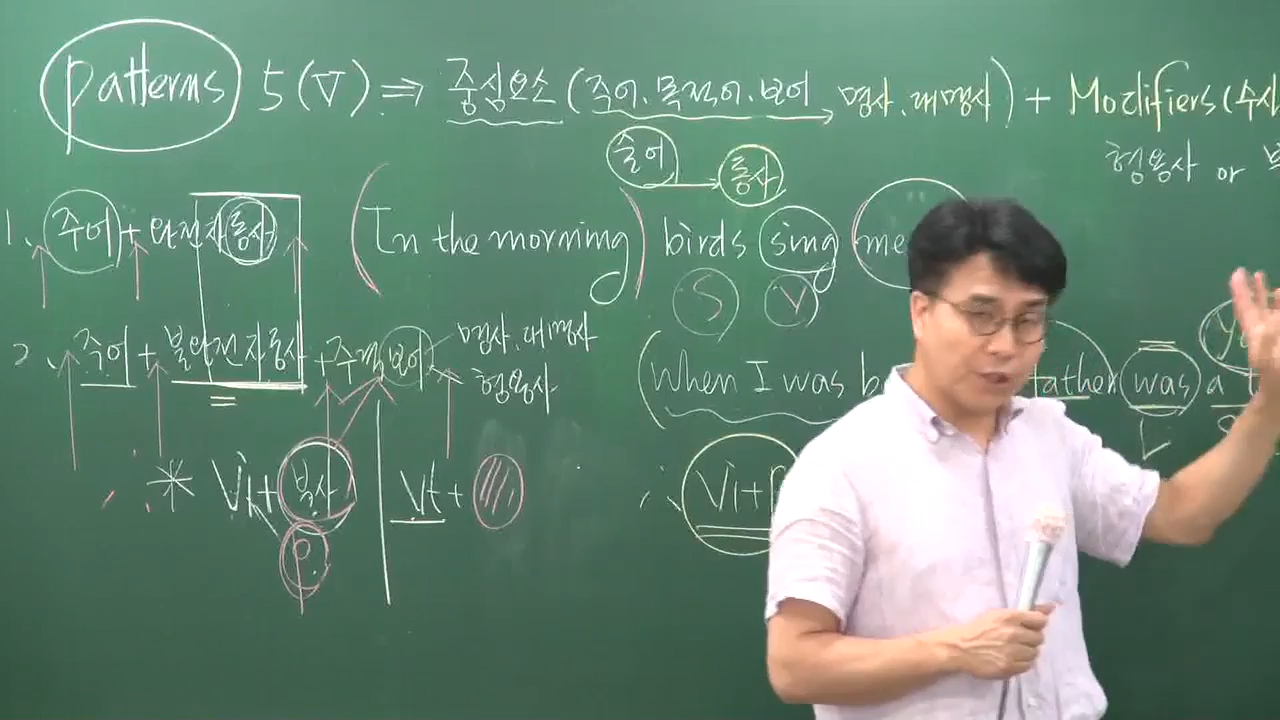 patterns 5(V) ⇒ 중심요소 (주어.목적어.보어 → 명사.대명사) + Modifiers(수식
술어 → 동사
형용사 or
1. 주어 + 완전자동사 (In the morning) birds sing (me
S V
2. 주어 + 불완전자동사 + 주격보어 명사.대명사
형용사
(When I was b father was a
V
* Vi + 부사 Vt +
∴ Vi + P
P.